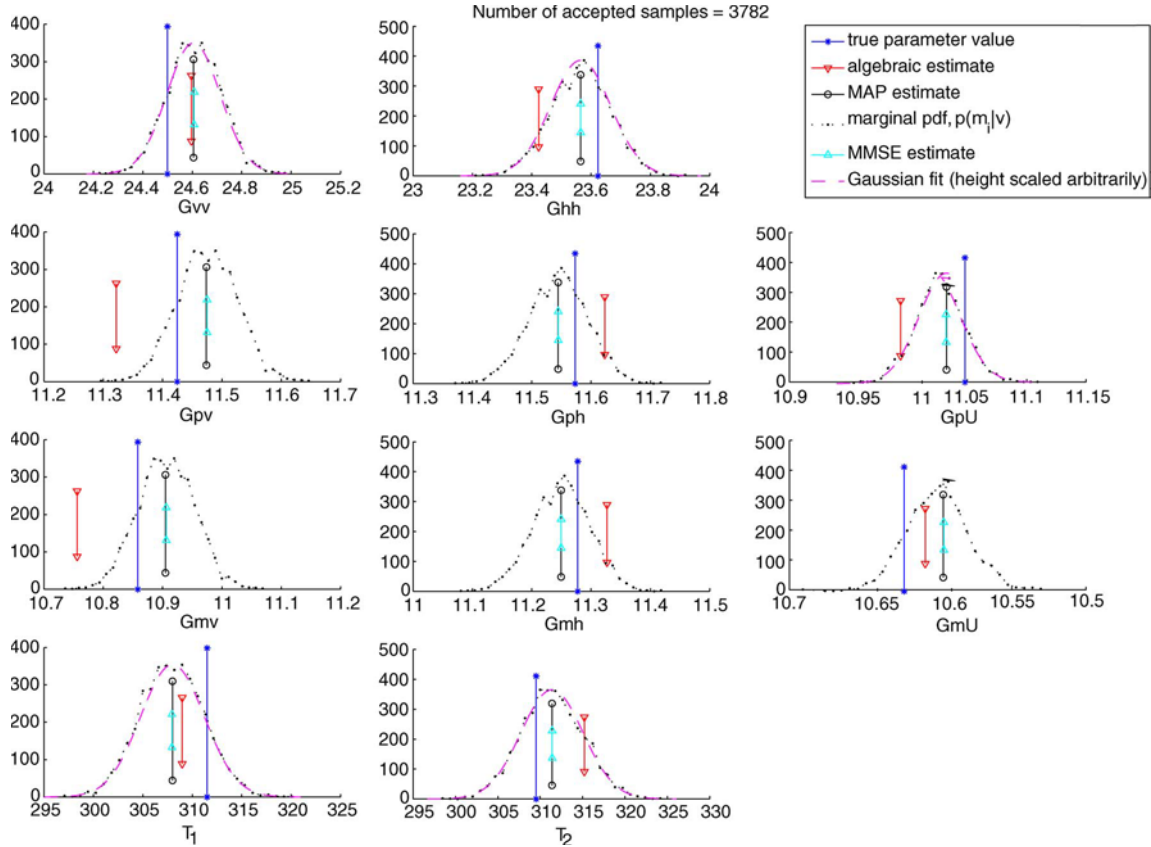 Number of accepted samples = 3782
true parameter value
algebraic estimate
MAP estimate
marginal pdf, p(m_i|v)
MMSE estimate
Gaussian fit (height scaled arbitrarily)
400
300
200
100
0
24 24.2 24.4 24.6 24.8 25 25.2
Gvv
500
400
300
200
100
0
23 23.2 23.4 23.6 23.8 24
Ghh
400
300
200
100
0
11.2 11.3 11.4 11.5 11.6 11.7
Gpv
500
400
300
200
100
0
11.3 11.4 11.5 11.6 11.7 11.8
Gph
500
400
300
200
100
0
10.9 10.95 11 11.05 11.1 11.15
GpU
400
300
200
100
0
10.7 10.8 10.9 11 11.1 11.2
Gmv
500
400
300
200
100
0
11 11.1 11.2 11.3 11.4 11.5
Gmh
500
400
300
200
100
0
10.7 10.65 10.6 10.55 10.5
GmU
400
300
200
100
0
295 300 305 310 315 320 325
T_1
500
400
300
200
100
0
295 300 305 310 315 320 325 330
T_2